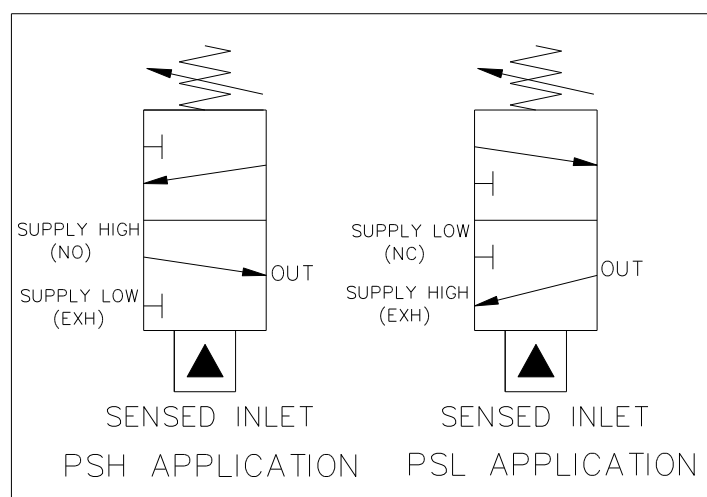 SUPPLY HIGH
(NO)
OUT
SUPPLY LOW
(EXH)
SENSED INLET
PSH APPLICATION
SUPPLY LOW
(NC)
OUT
SUPPLY HIGH
(EXH)
SENSED INLET
PSL APPLICATION